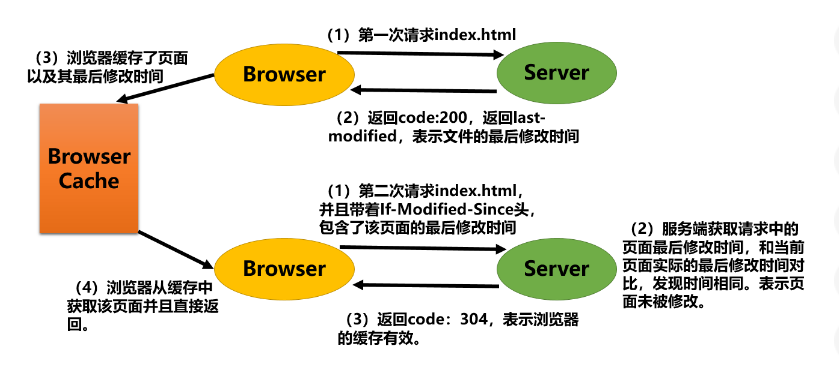 （1）第一次请求index.html
（3）浏览器缓存了页面
以及其最后修改时间
Browser
Server
（2）返回code:200，返回last-
modified，表示文件的最后修改时间
Browser
Cache
（1）第二次请求index.html，
并且带着If-Modified-Since头，
包含了该页面的最后修改时间
（2）服务端获取请求中的
页面最后修改时间，和当前
页面实际的最后修改时间对
比，发现时间相同。表示页
面未被修改。
Browser
Server
（4）浏览器从缓存中
获取该页面并且直接返
回。
（3）返回code：304，表示浏览器
的缓存有效。